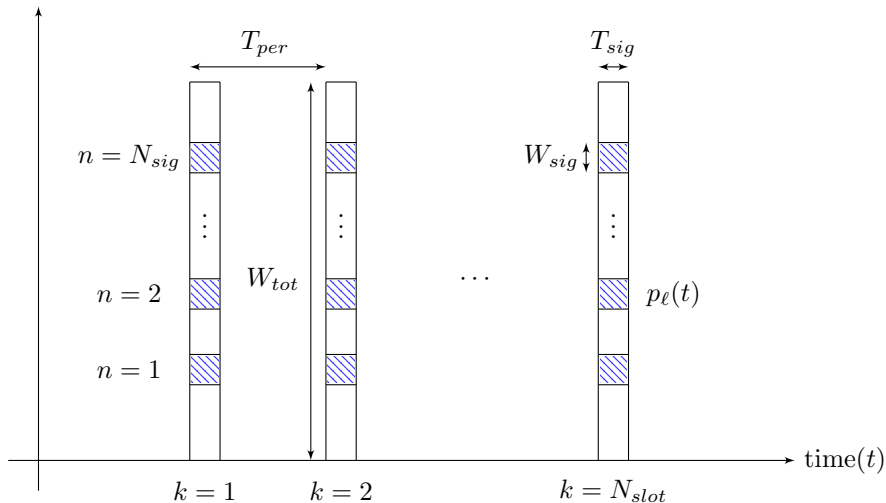 T_{per}
T_{sig}
n = N_{sig}
W_{sig}
⋮ ⋮ ⋮
n = 2
W_{tot}
⋯
p_ℓ(t)
n = 1
time(t)
k = 1
k = 2
k = N_{slot}